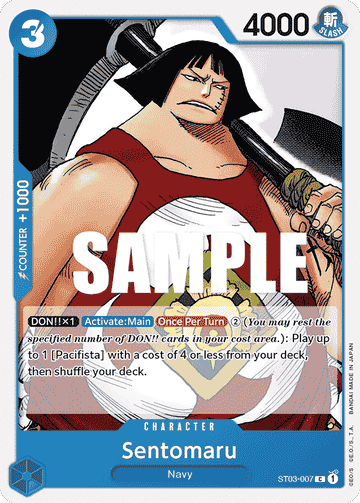 3
4000
斬
SLASH
COUNTER +1000
SAMPLE
DON!!×1 Activate:Main Once Per Turn ② (You may rest the
specified number of DON!! cards in your cost area.): Play up
to 1 [Pacifista] with a cost of 4 or less from your deck,
then shuffle your deck.
CHARACTER
Sentomaru
Navy
ST03-007 C 1
©E.O./S., T.A. BANDAI MADE IN JAPAN